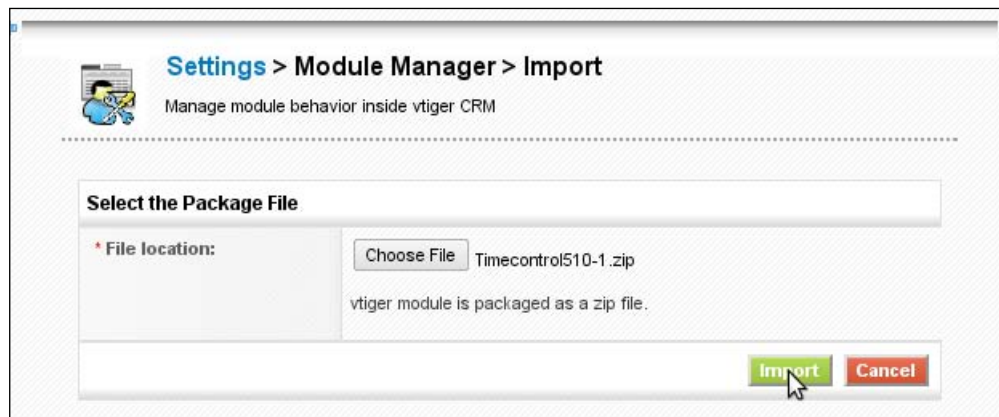 Settings > Module Manager > Import
Manage module behavior inside vtiger CRM
Select the Package File
* File location:
Choose File Timecontrol510-1.zip
vtiger module is packaged as a zip file.
Import Cancel